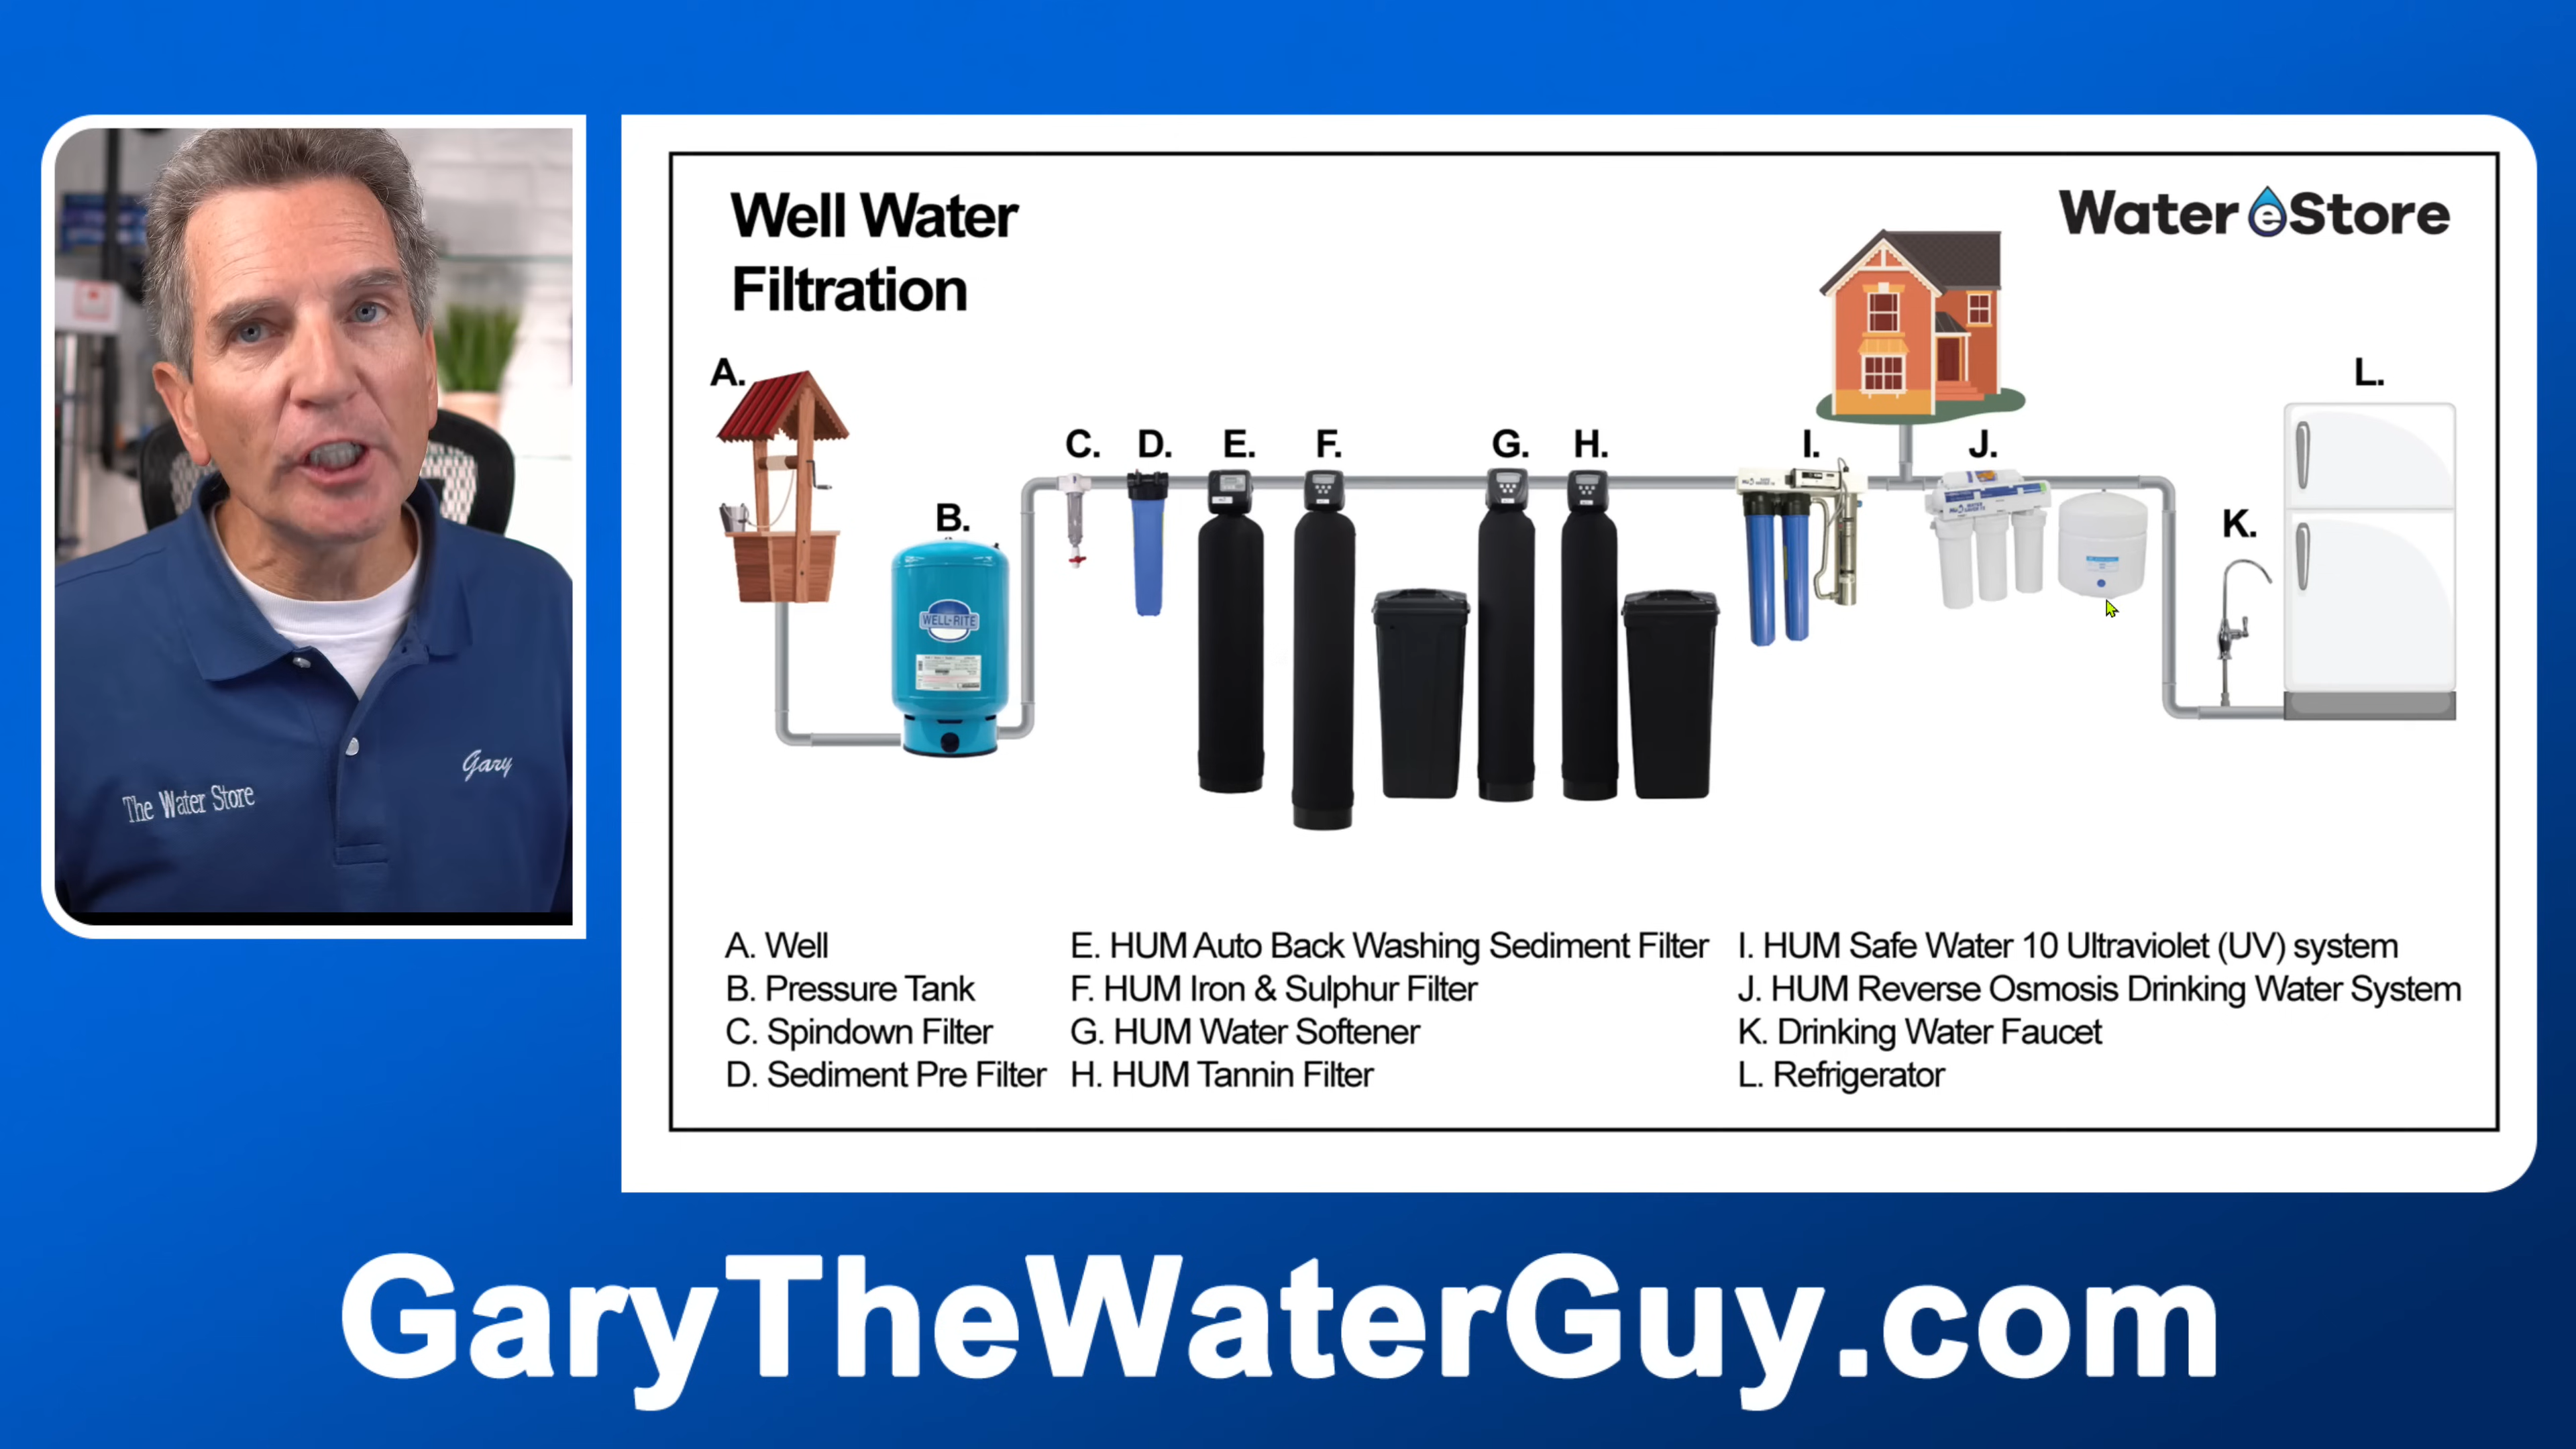 Well Water
Filtration
Water eStore
A.
B.
C.
D.
E.
F.
G.
H.
I.
J.
K.
L.
WELL-RITE
The Water Store
Gary
A. Well
B. Pressure Tank
C. Spindown Filter
D. Sediment Pre Filter
E. HUM Auto Back Washing Sediment Filter
F. HUM Iron & Sulphur Filter
G. HUM Water Softener
H. HUM Tannin Filter
I. HUM Safe Water 10 Ultraviolet (UV) system
J. HUM Reverse Osmosis Drinking Water System
K. Drinking Water Faucet
L. Refrigerator
GaryTheWaterGuy.com